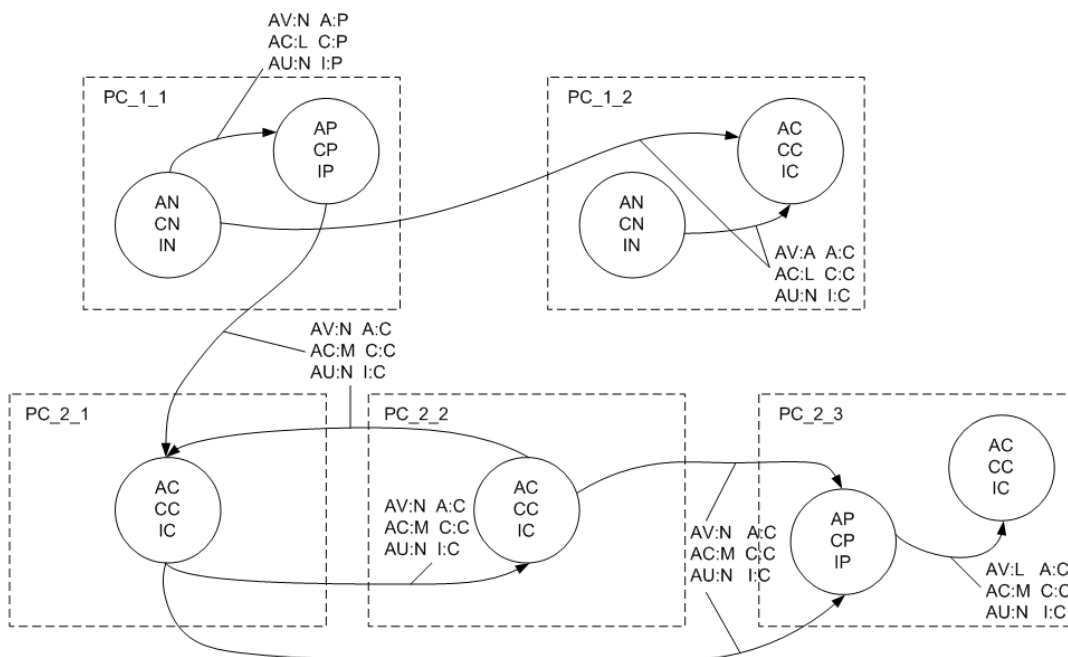 AV:N A:P
AC:L C:P
AU:N I:P
PC_1_1
AP
CP
IP
AN
CN
IN
PC_1_2
AC
CC
IC
AN
CN
IN
AV:A A:C
AC:L C:C
AU:N I:C
AV:N A:C
AC:M C:C
AU:N I:C
PC_2_1
AC
CC
IC
PC_2_2
AC
CC
IC
AV:N A:C
AC:M C:C
AU:N I:C
AV:N A:C
AC:M C:C
AU:N I:C
PC_2_3
AC
CC
IC
AP
CP
IP
AV:L A:C
AC:M C:C
AU:N I:C